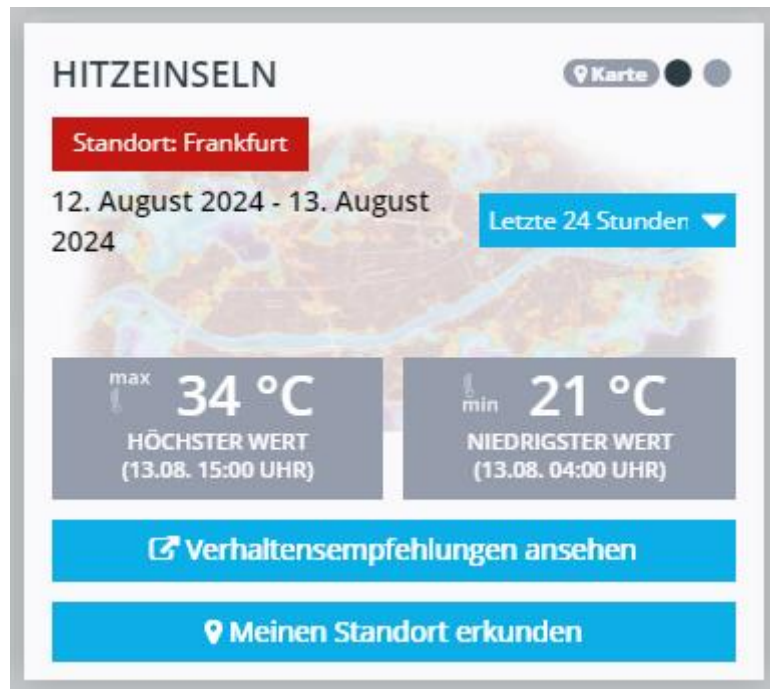 HITZEINSELN
Karte
Standort: Frankfurt
12. August 2024 - 13. August
2024
Letzte 24 Stunden
max
34 °C
HÖCHSTER WERT
(13.08. 15:00 UHR)
min
21 °C
NIEDRIGSTER WERT
(13.08. 04:00 UHR)
Verhaltensempfehlungen ansehen
Meinen Standort erkunden